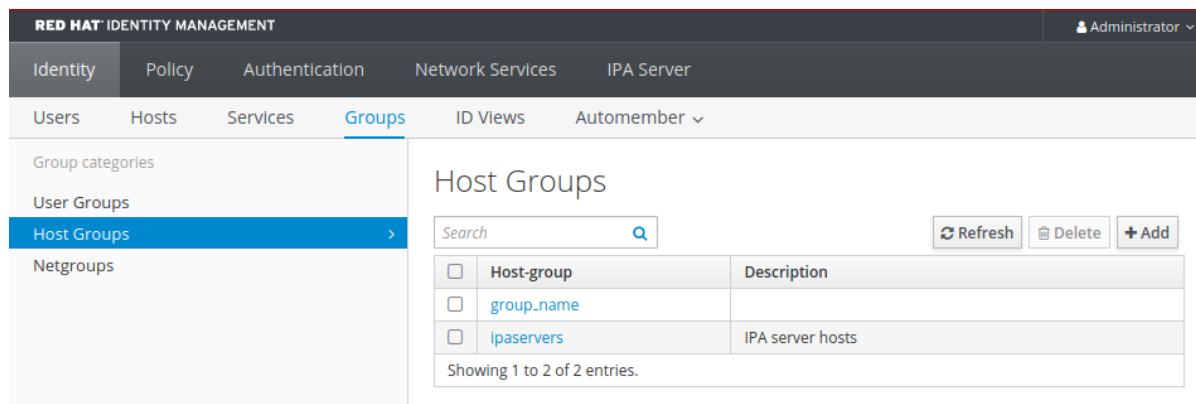 RED HAT IDENTITY MANAGEMENT Administrator
Identity Policy Authentication Network Services IPA Server
Users Hosts Services Groups ID Views Automember
Group categories
User Groups
Host Groups
Netgroups
Host Groups
Search Refresh Delete + Add
Host-group Description
group_name
ipaservers IPA server hosts
Showing 1 to 2 of 2 entries.